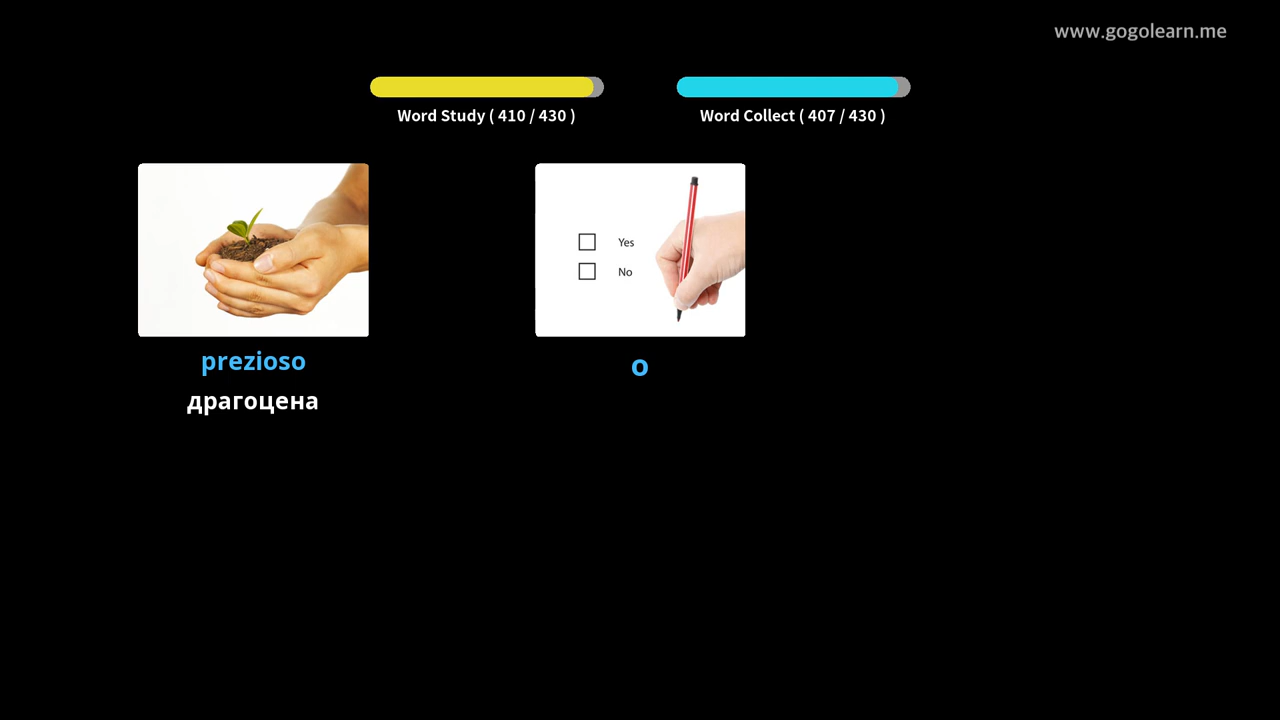 www.gogolearn.me
Word Study ( 410 / 430 )
Word Collect ( 407 / 430 )
Yes
No
prezioso
o
драгоцена